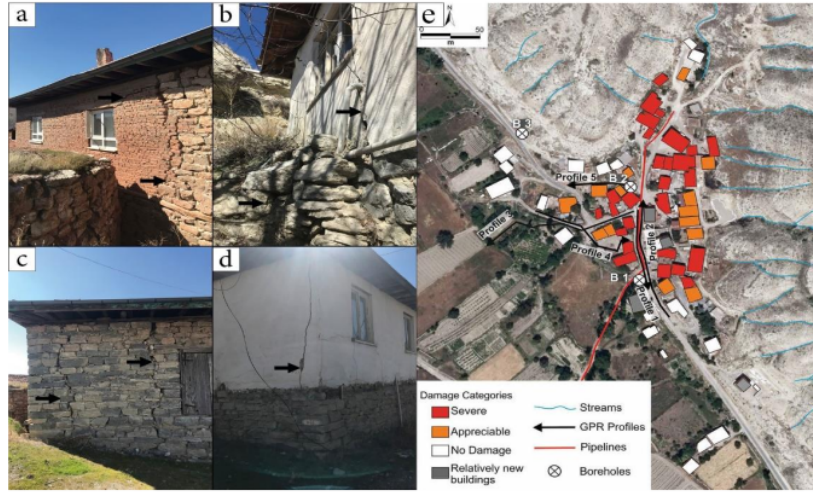 a
b
c
d
e
N
0 50
m
B 3
B 2
Profile 5
Profile 3
Profile 4
Profile 2
B 1
Profile 1
Damage Categories
Severe
Appreciable
No Damage
Relatively new
buildings
Streams
GPR Profiles
Pipelines
Boreholes